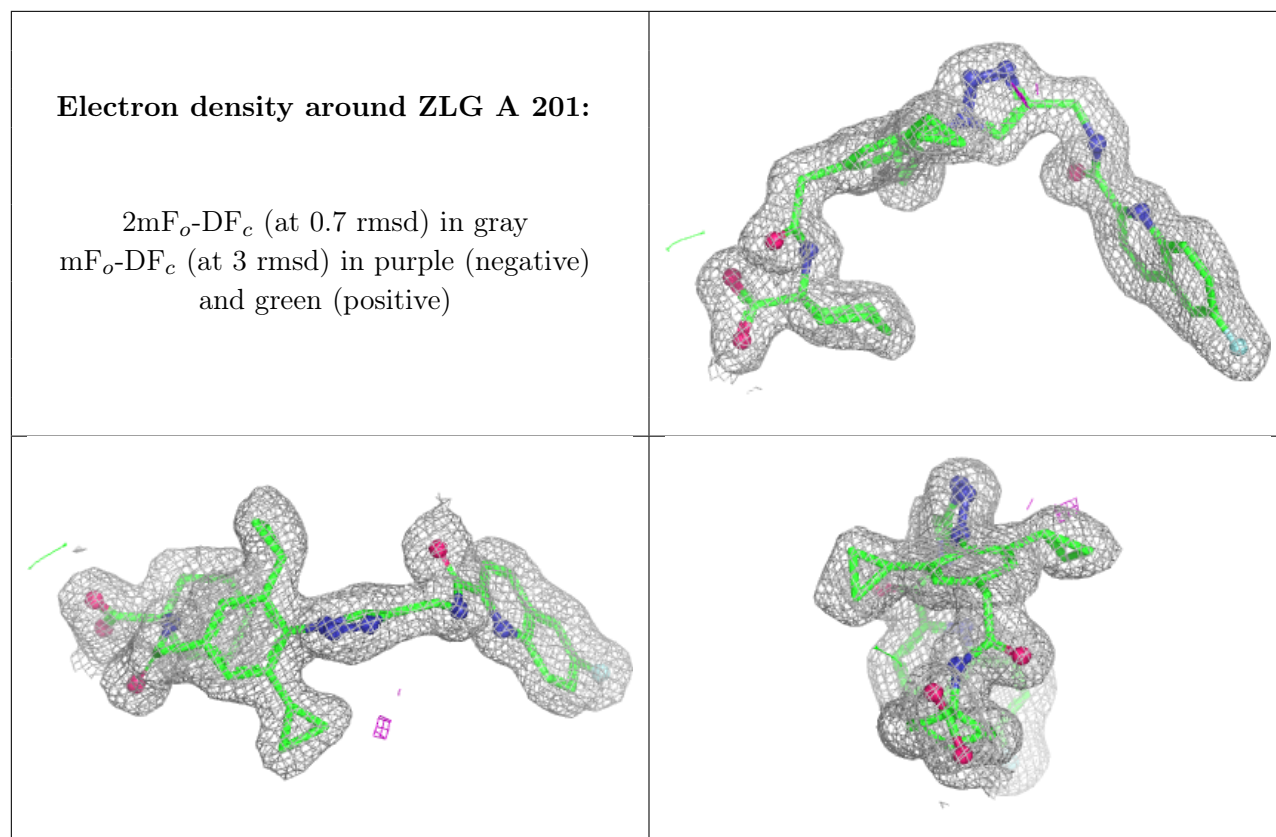 Electron density around ZLG A 201:
2mFₒ-DF𝒸 (at 0.7 rmsd) in gray
mFₒ-DF𝒸 (at 3 rmsd) in purple (negative)
and green (positive)